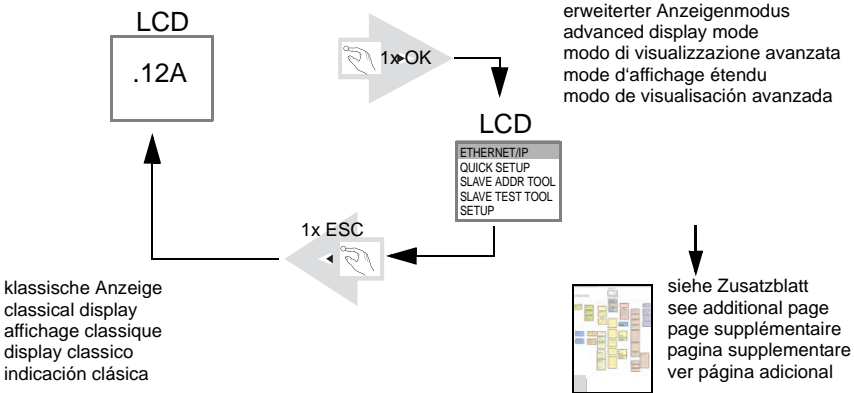 LCD
.12A
1x OK
erweiterter Anzeigenmodus
advanced display mode
modo di visualizzazione avanzata
mode d'affichage étendu
modo de visualisación avanzada
LCD
ETHERNET/IP
QUICK SETUP
SLAVE ADDR TOOL
SLAVE TEST TOOL
SETUP
1x ESC
klassische Anzeige
classical display
affichage classique
display classico
indicación clásica
siehe Zusatzblatt
see additional page
page supplémentaire
pagina supplementare
ver página adicional